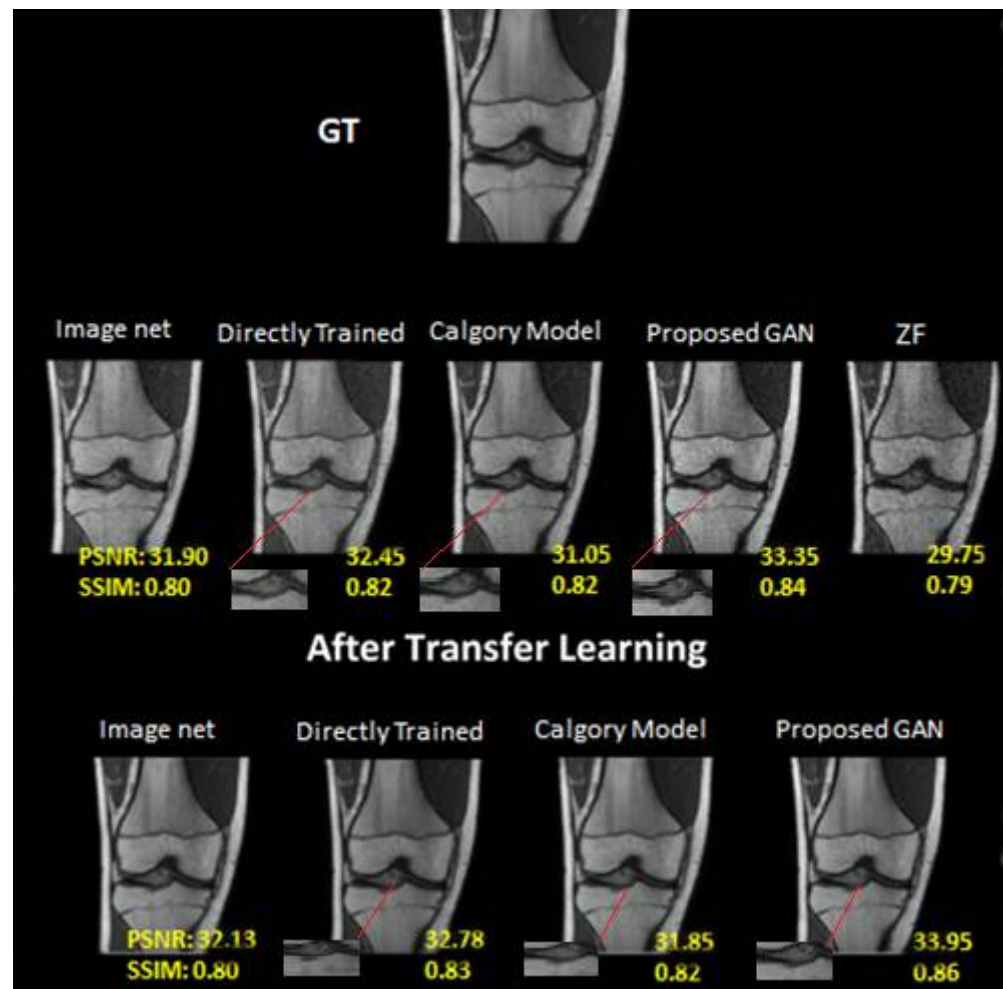 GT
Image net
Directly Trained
Calgory Model
Proposed GAN
ZF
PSNR: 31.90
32.45
31.05
33.35
29.75
SSIM: 0.80
0.82
0.82
0.84
0.79
After Transfer Learning
Image net
Directly Trained
Calgory Model
Proposed GAN
PSNR: 32.13
32.78
31.85
33.95
SSIM: 0.80
0.83
0.82
0.86